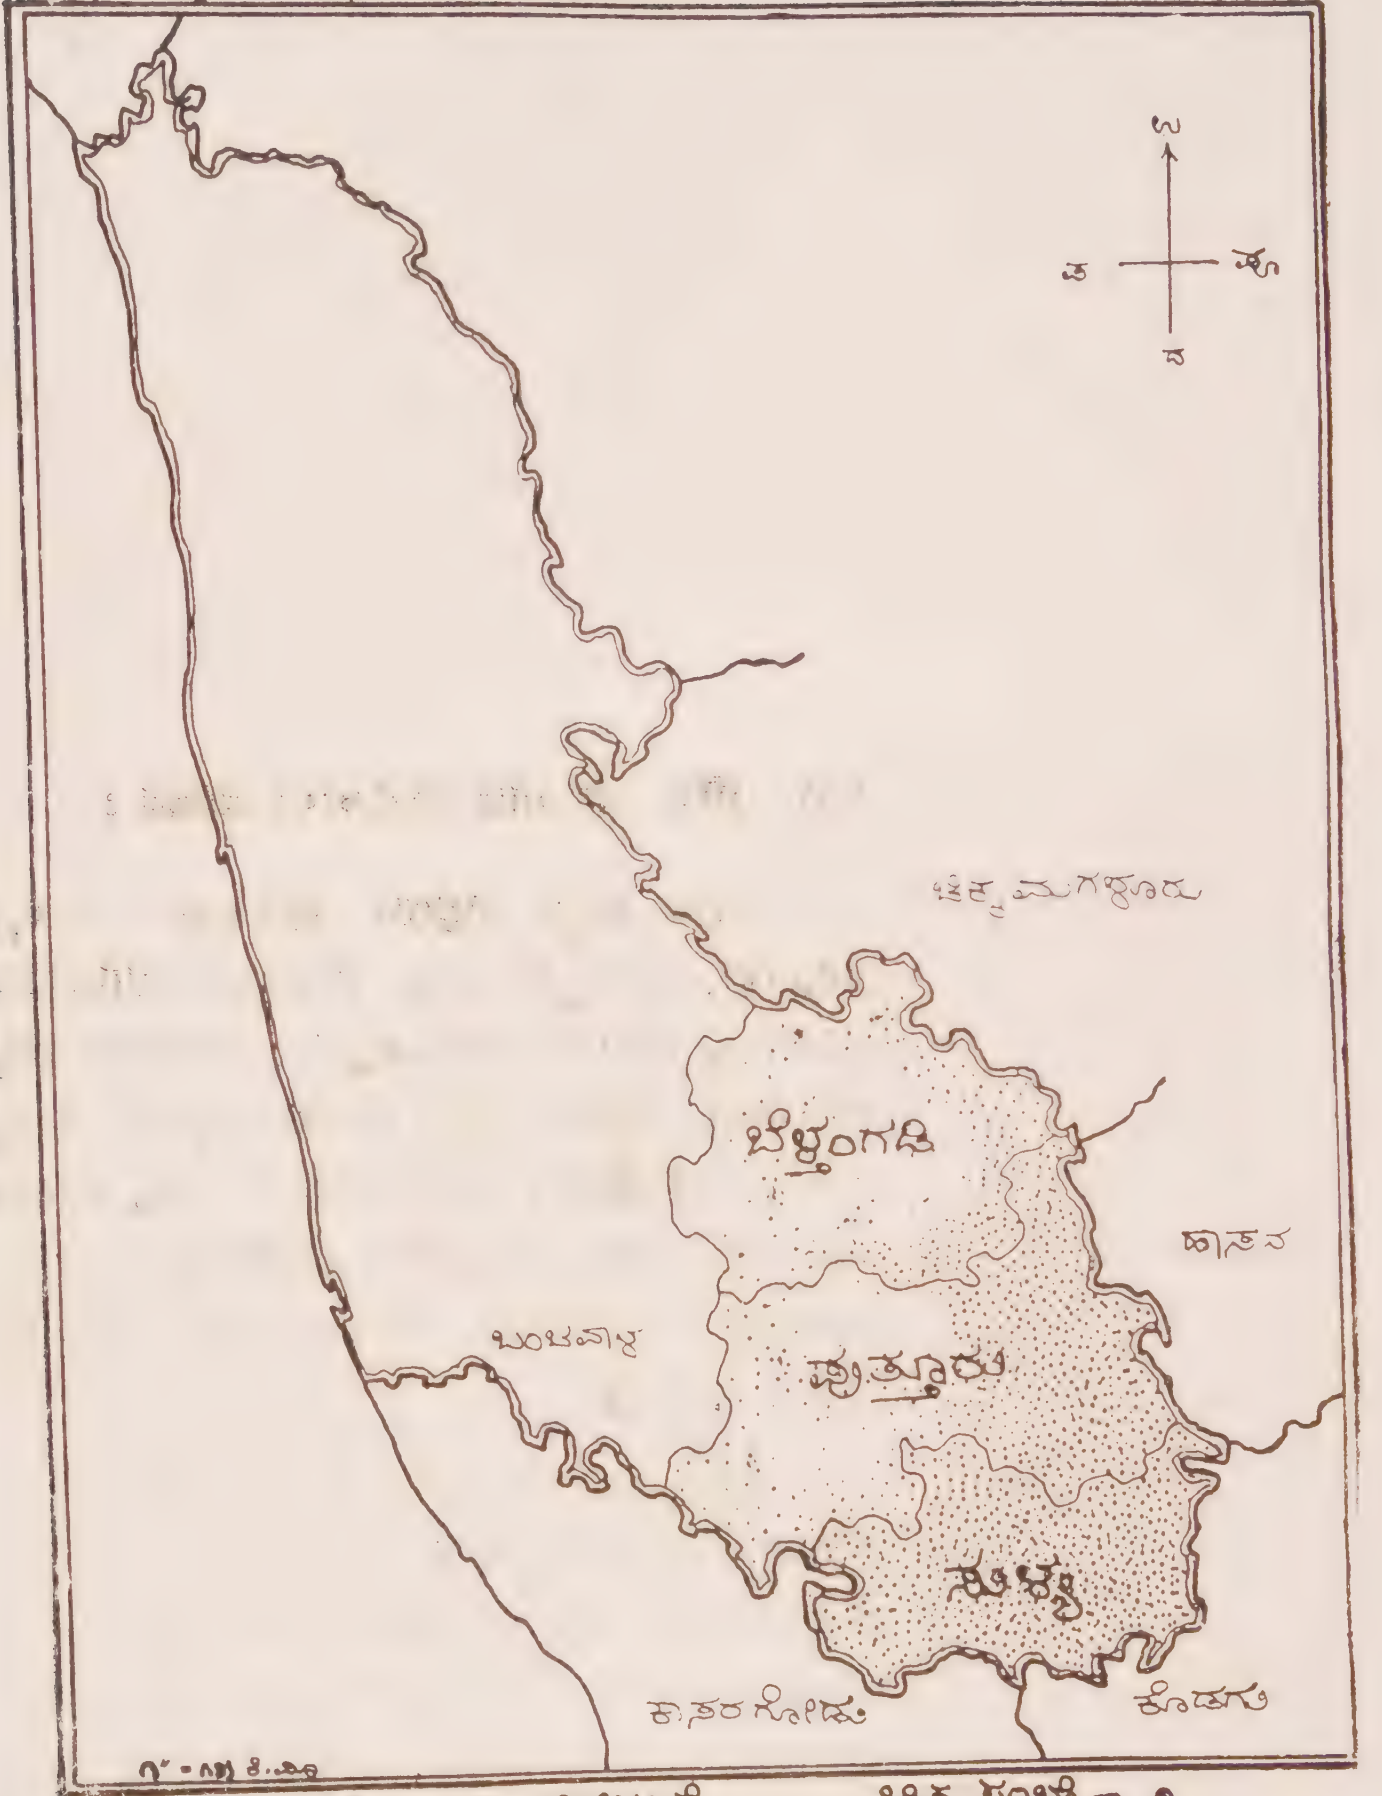 ಉ
ಪ ಪೂ
ದ
ಚಿಕ್ಕಮಗಳೂರು
ಬೆಳ್ತಂಗಡಿ
ಹಾಸನ
ಬಂಟವಾಳ
ಪುತ್ತೂರು
ಸುಳ್ಯ
ಕಾಸರಗೋಡು
ಕೊಡಗು